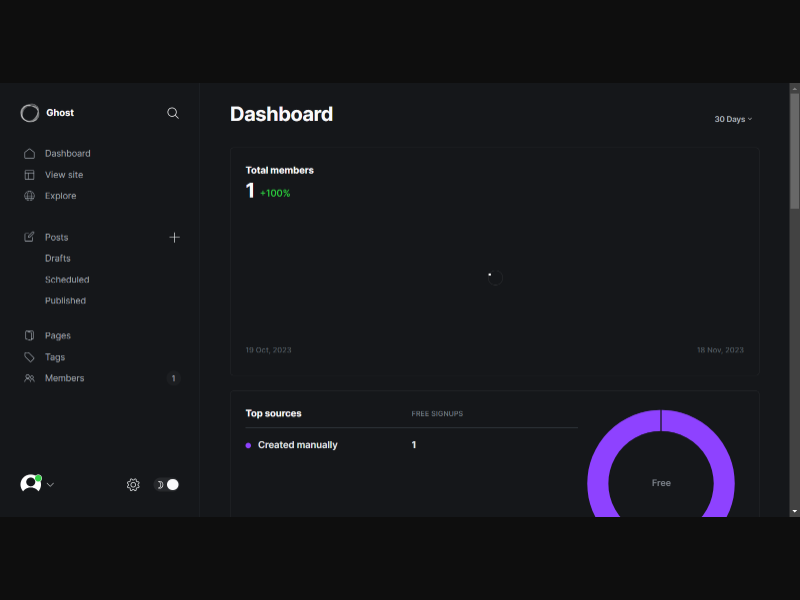 Ghost
Dashboard
View site
Explore
Posts
Drafts
Scheduled
Published
Pages
Tags
Members 1
Dashboard
30 Days
Total members
1 +100%
19 Oct, 2023 18 Nov, 2023
Top sources FREE SIGNUPS
Created manually 1
Free